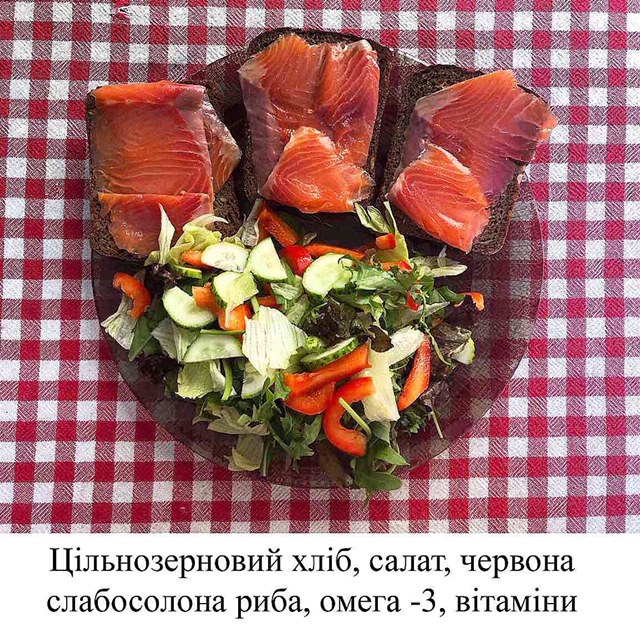 Цільнозерновий хліб, салат, червона
слабосолона риба, омега -3, вітаміни